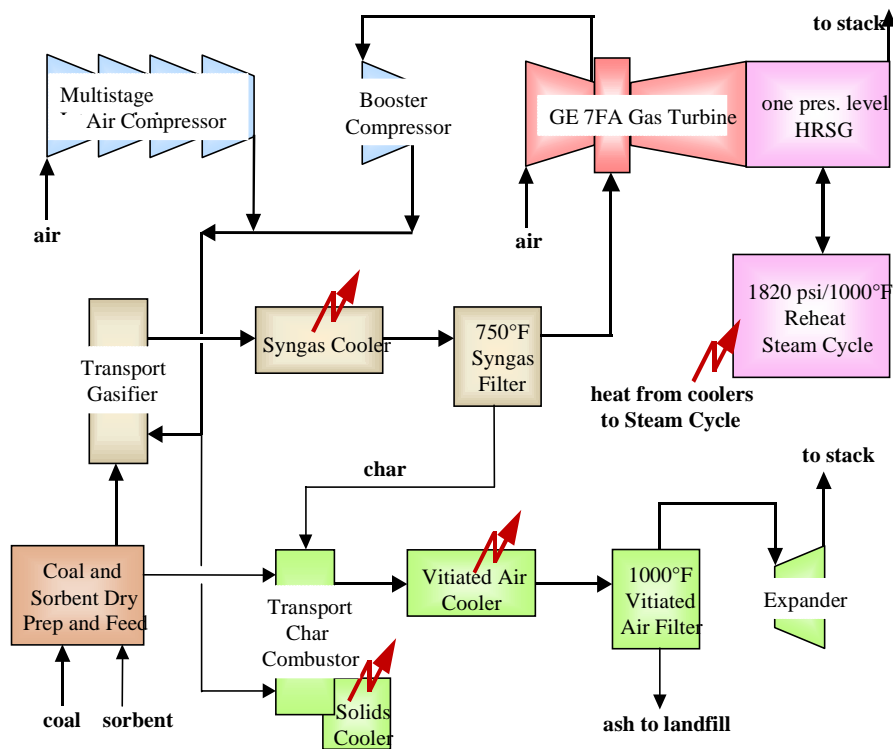 to stack
Multistage
Air Compressor
Booster
Compressor
GE 7FA Gas Turbine
one pres. level
HRSG
air
air
1820 psi/1000°F
Reheat
Steam Cycle
Syngas Cooler
750°F
Syngas
Filter
Transport
Gasifier
heat from coolers
to Steam Cycle
char
to stack
Coal and
Sorbent Dry
Prep and Feed
Vitiated Air
Cooler
1000°F
Vitiated
Air Filter
Expander
Transport
Char
Combustor
Solids
Cooler
coal
sorbent
ash to landfill